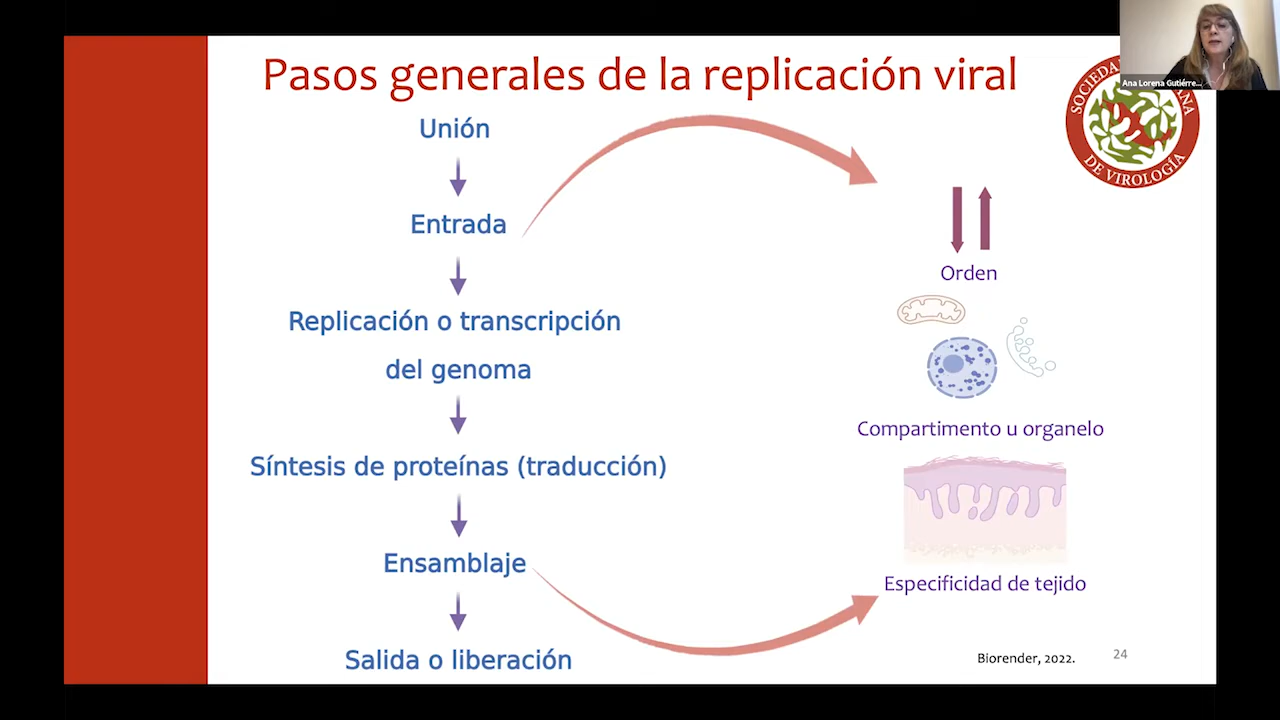 Pasos generales de la replicación viral
Unión
Entrada
Replicación o transcripción
del genoma
Síntesis de proteínas (traducción)
Ensamblaje
Salida o liberación
Orden
Compartimento u organelo
Especificidad de tejido
Biorender, 2022.
24
Ana Lorena Gutiérre...
DE VIROLOGÍA